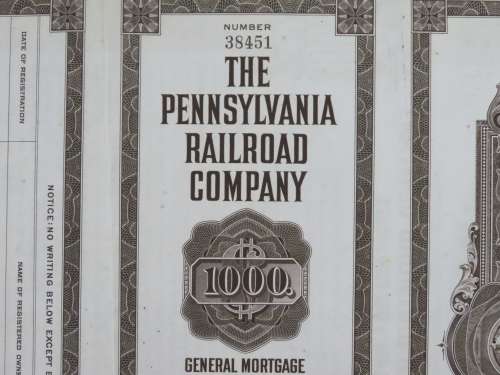 NUMBER
38451
THE
PENNSYLVANIA
RAILROAD
COMPANY
$1000
GENERAL MORTGAGE
DATE OF REGISTRATION
NAME OF REGISTERED
NOTICE: NO WRITING BELOW EXCEPT